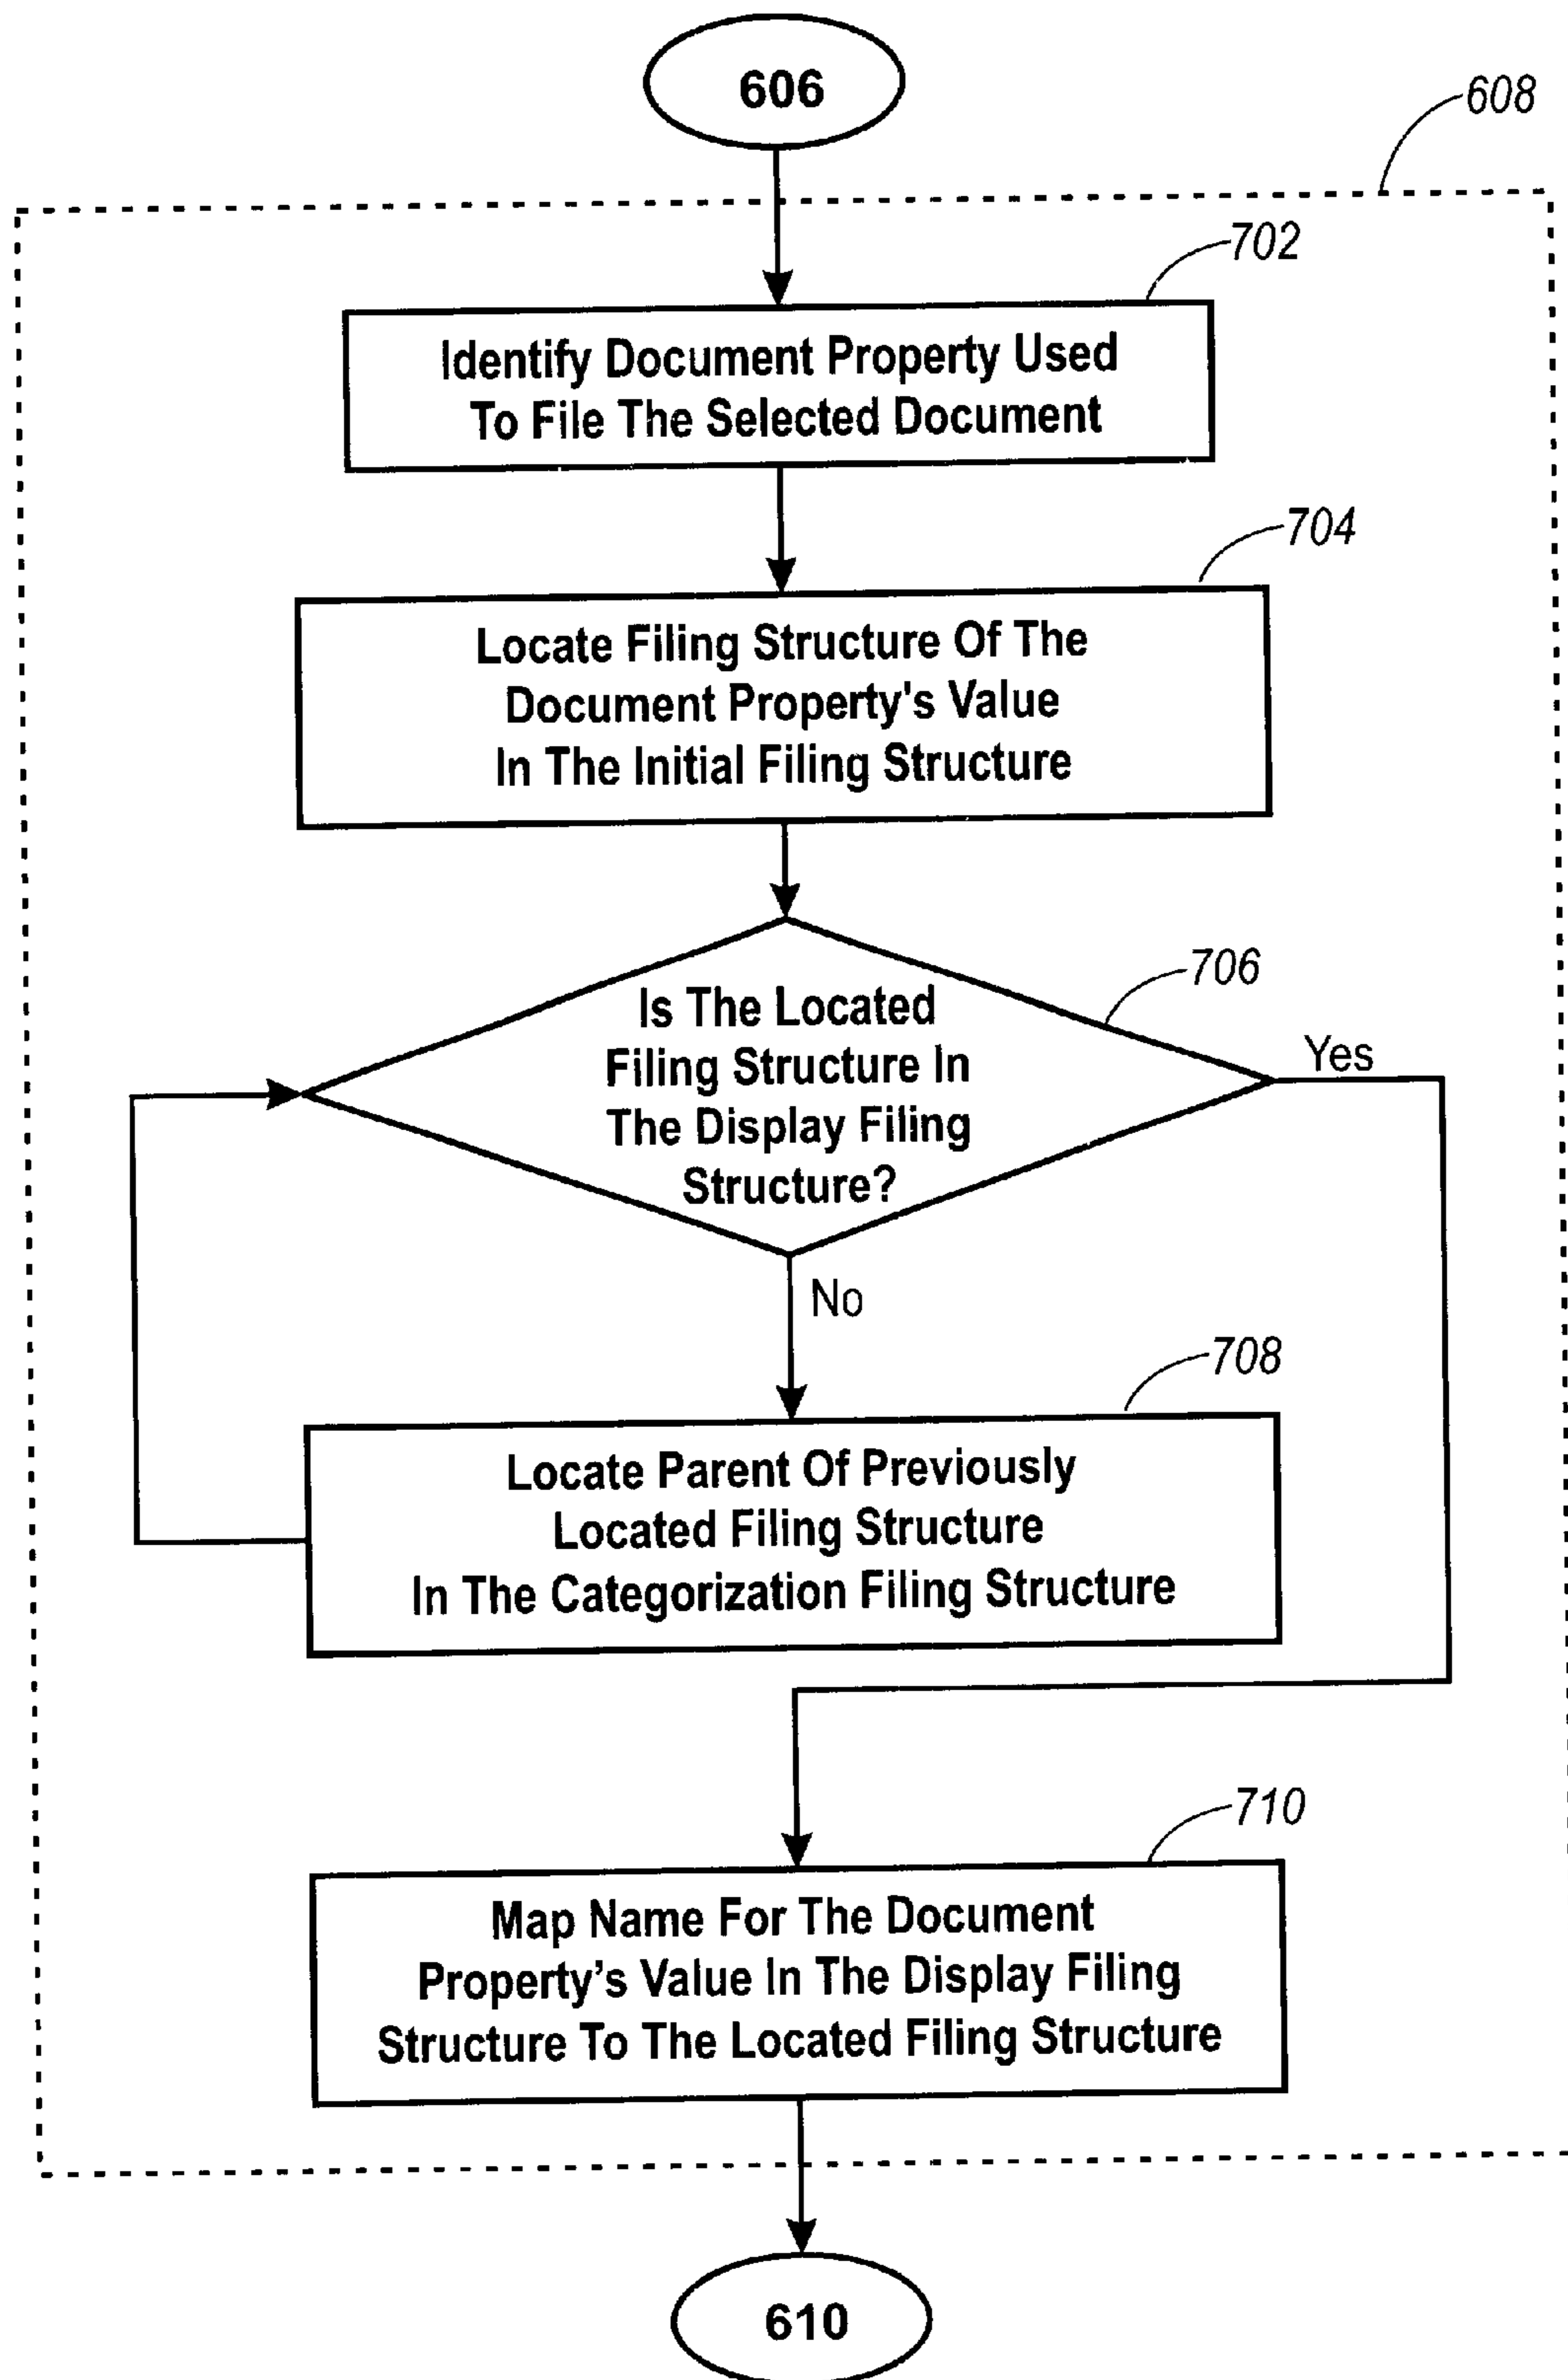 606
608
702
Identify Document Property Used
To File The Selected Document
704
Locate Filing Structure Of The
Document Property's Value
In The Initial Filing Structure
706
Is The Located
Filing Structure In
The Display Filing
Structure?
Yes
No
708
Locate Parent Of Previously
Located Filing Structure
In The Categorization Filing Structure
710
Map Name For The Document
Property’s Value In The Display Filing
Structure To The Located Filing Structure
610